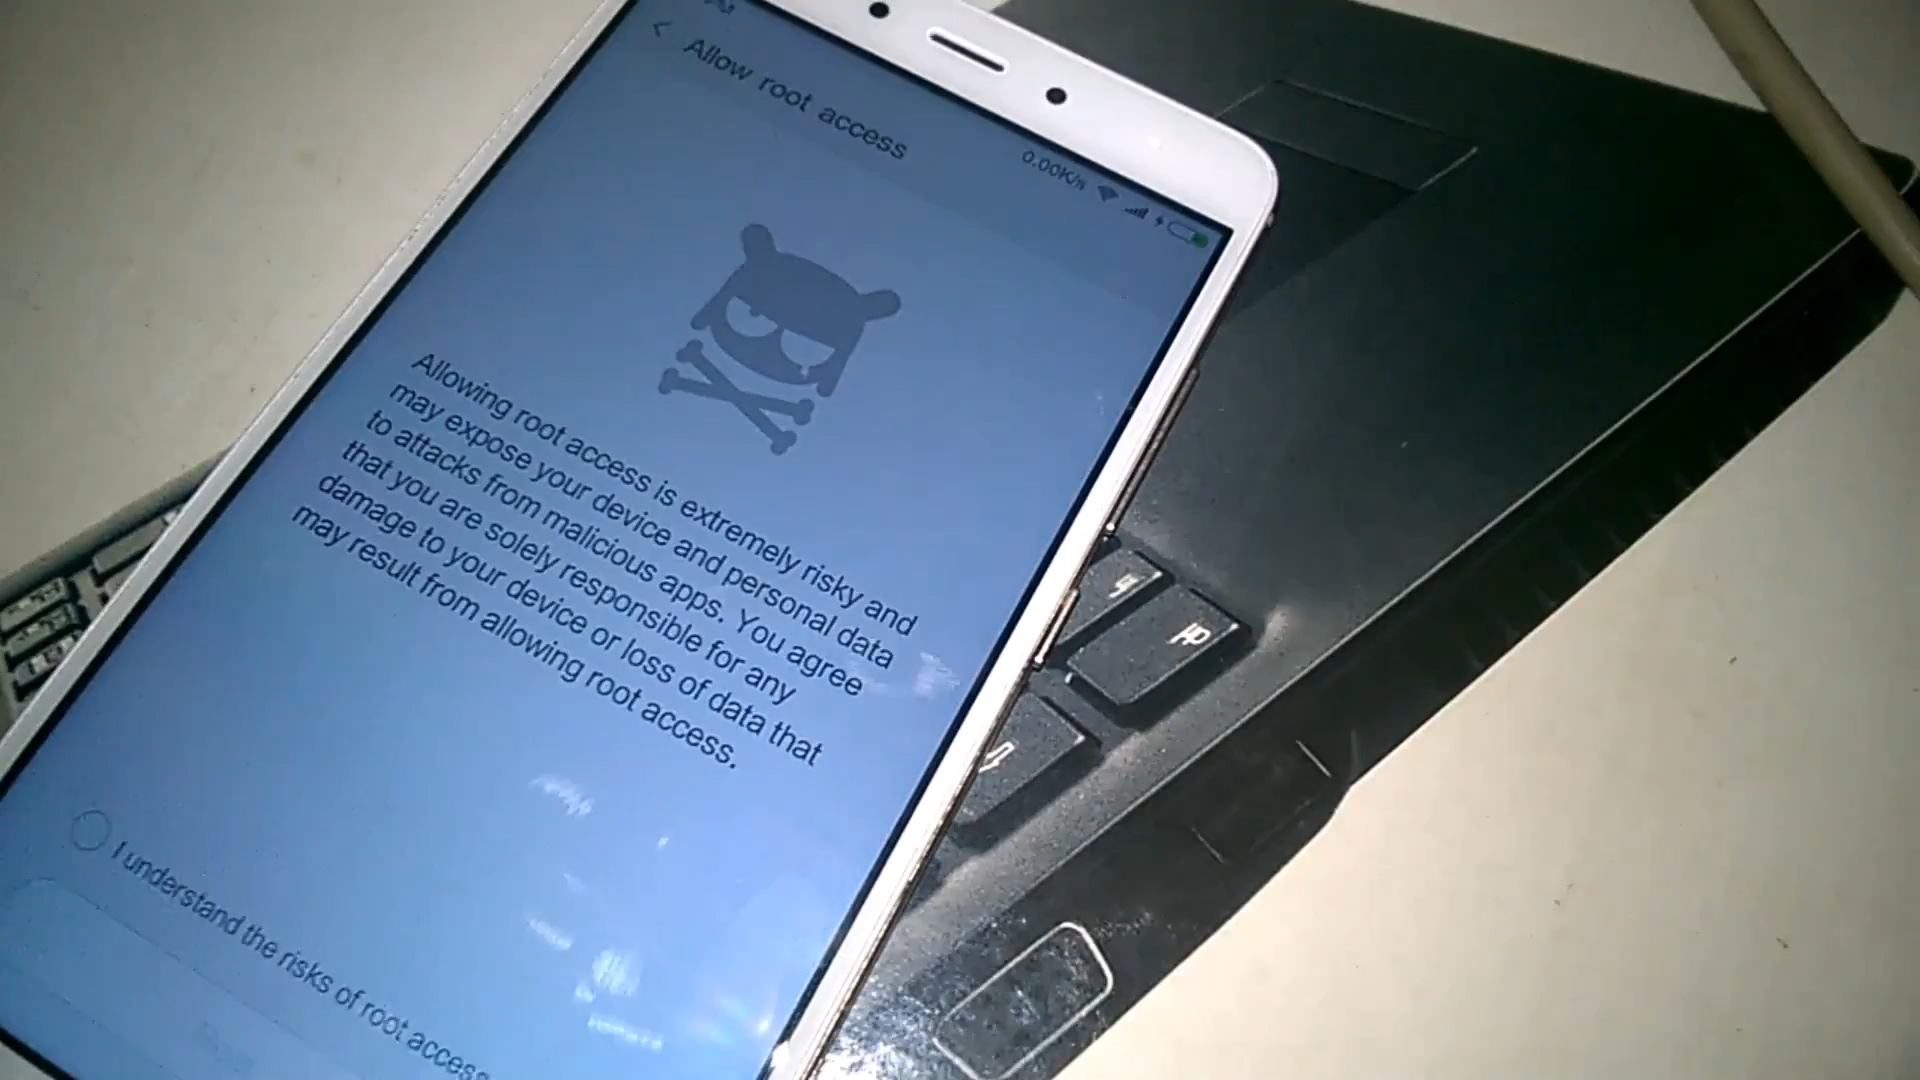 Allow root access
0.00K/s
Allowing root access is extremely risky and
may expose your device and personal data
to attacks from malicious apps. You agree
that you are solely responsible for any
damage to your device or loss of data that
may result from allowing root access.
I understand the risks of root access